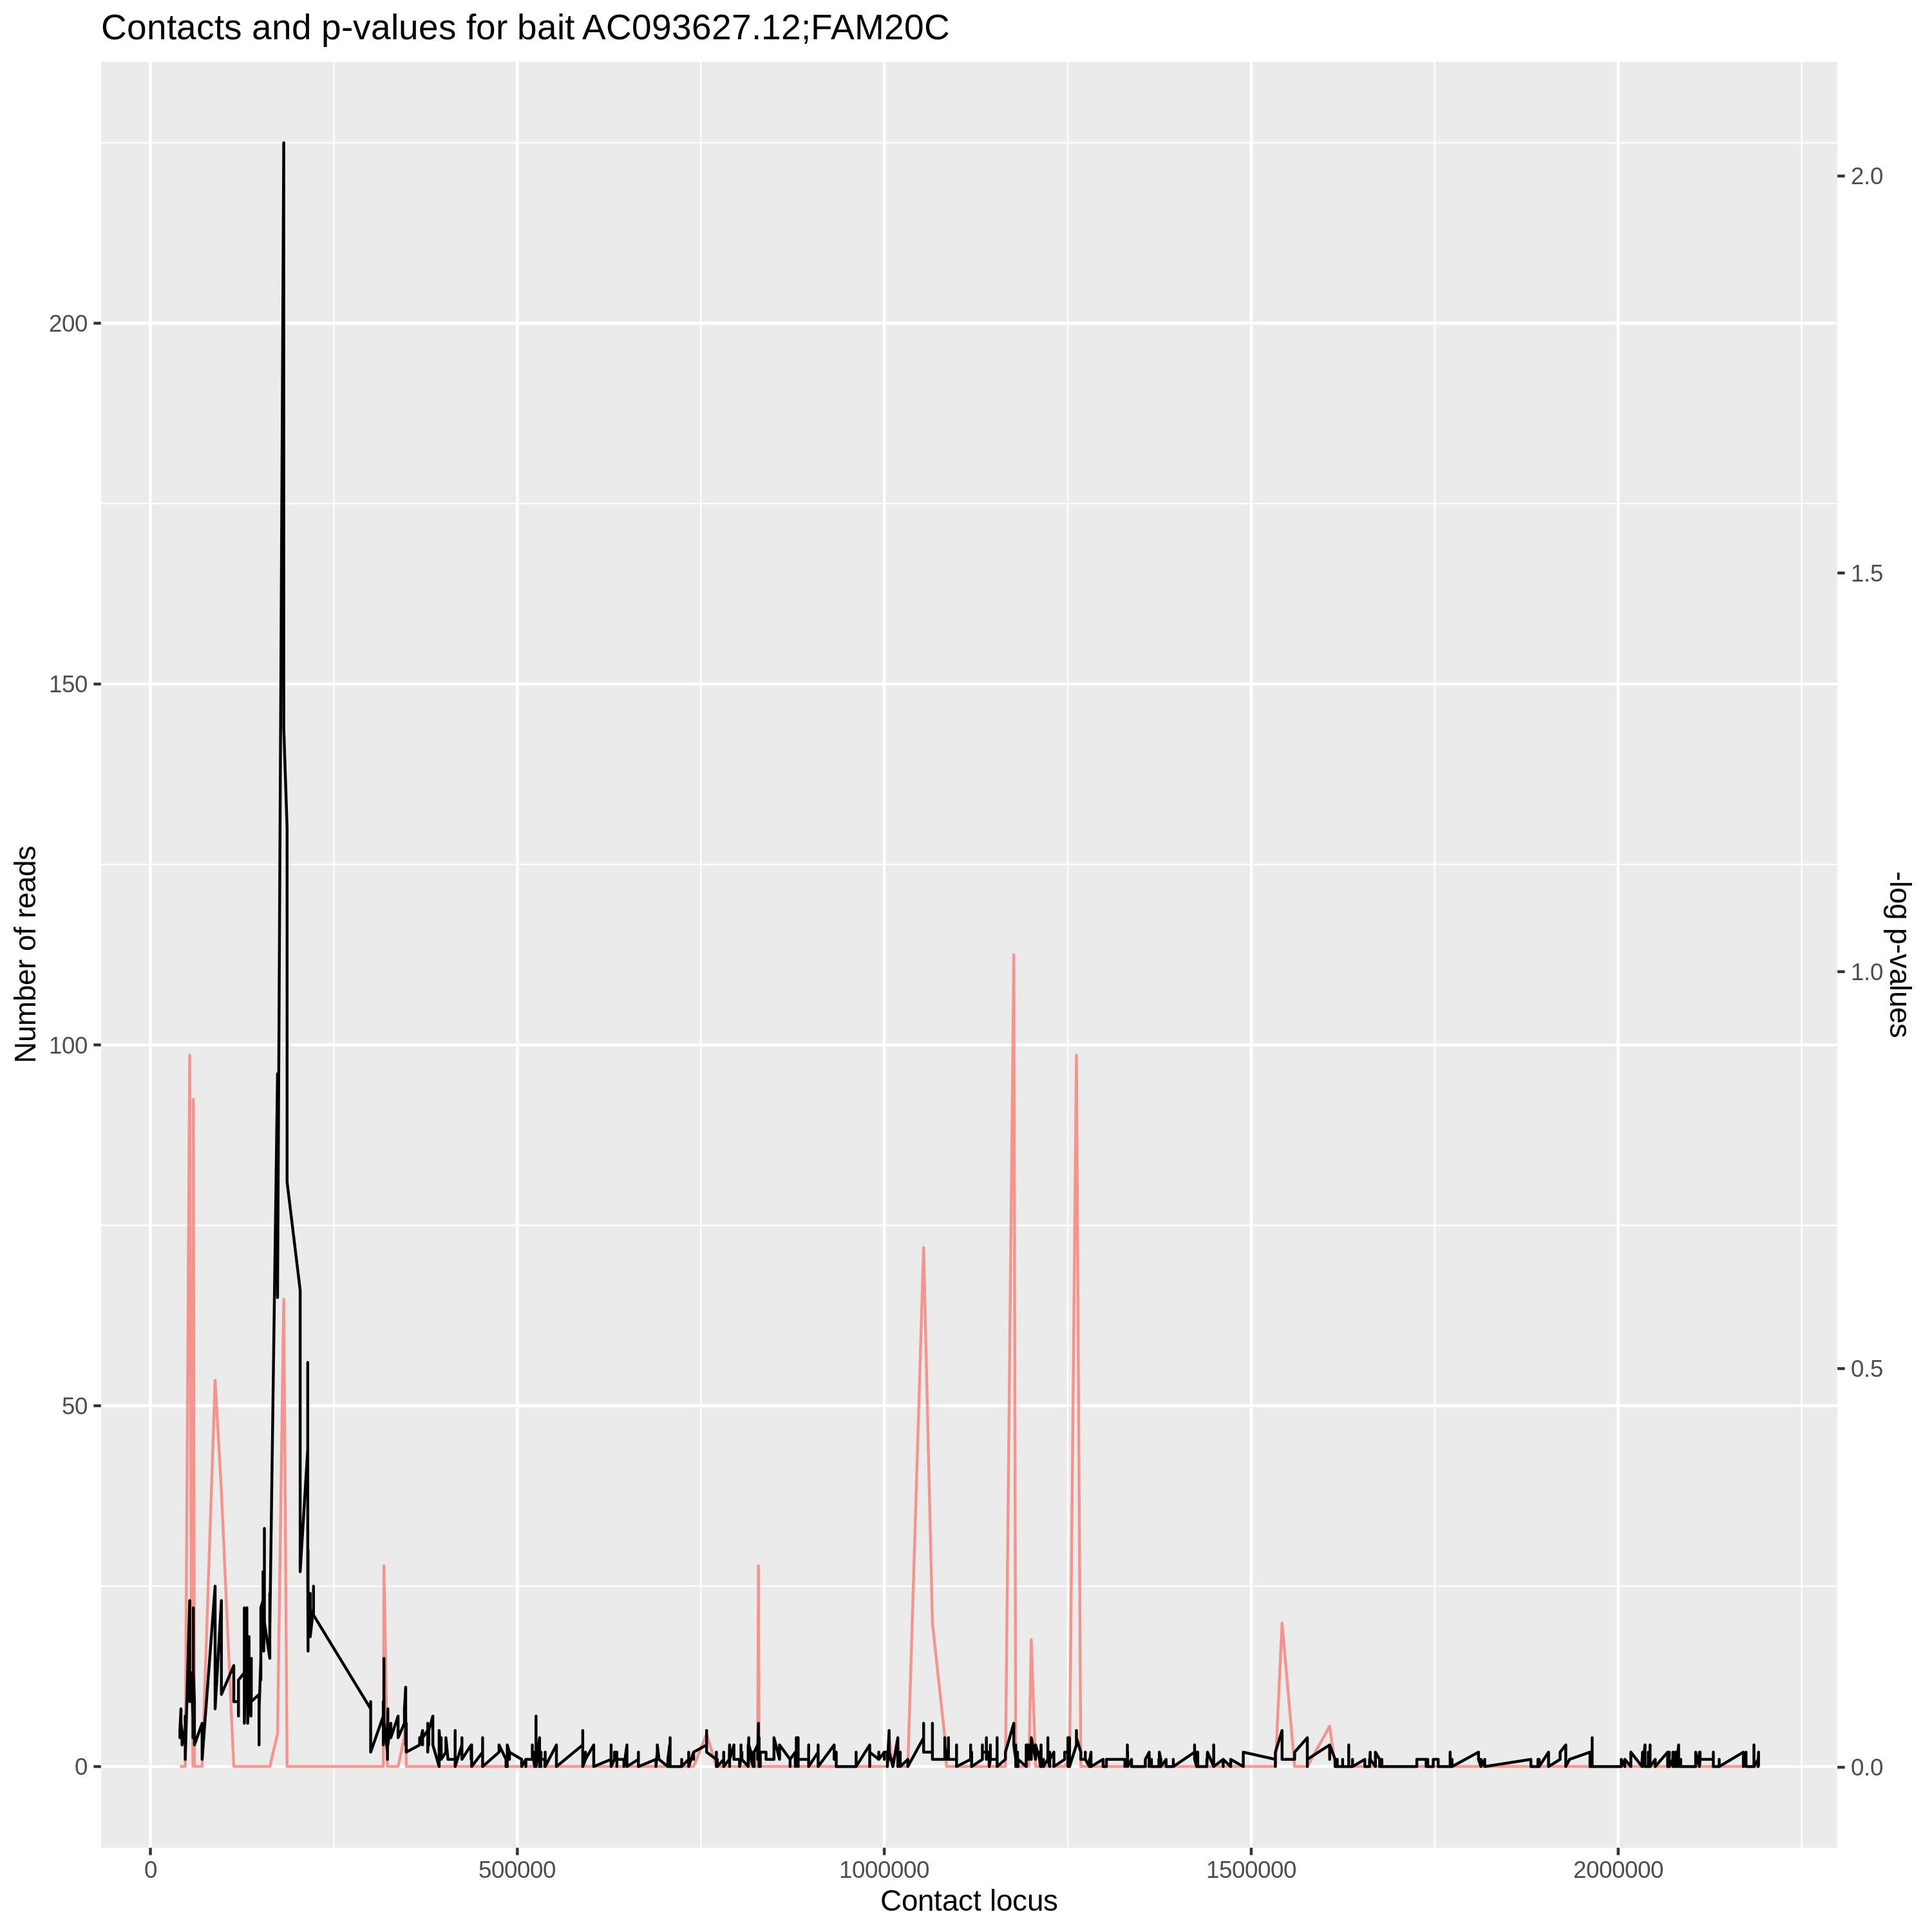 Contacts and p-values for bait AC093627.12;FAM20C
Number of reads
200
150
100
50
0
2.0
1.5
1.0
0.5
0.0
-log p-values
0 500000 1000000 1500000 2000000
Contact locus